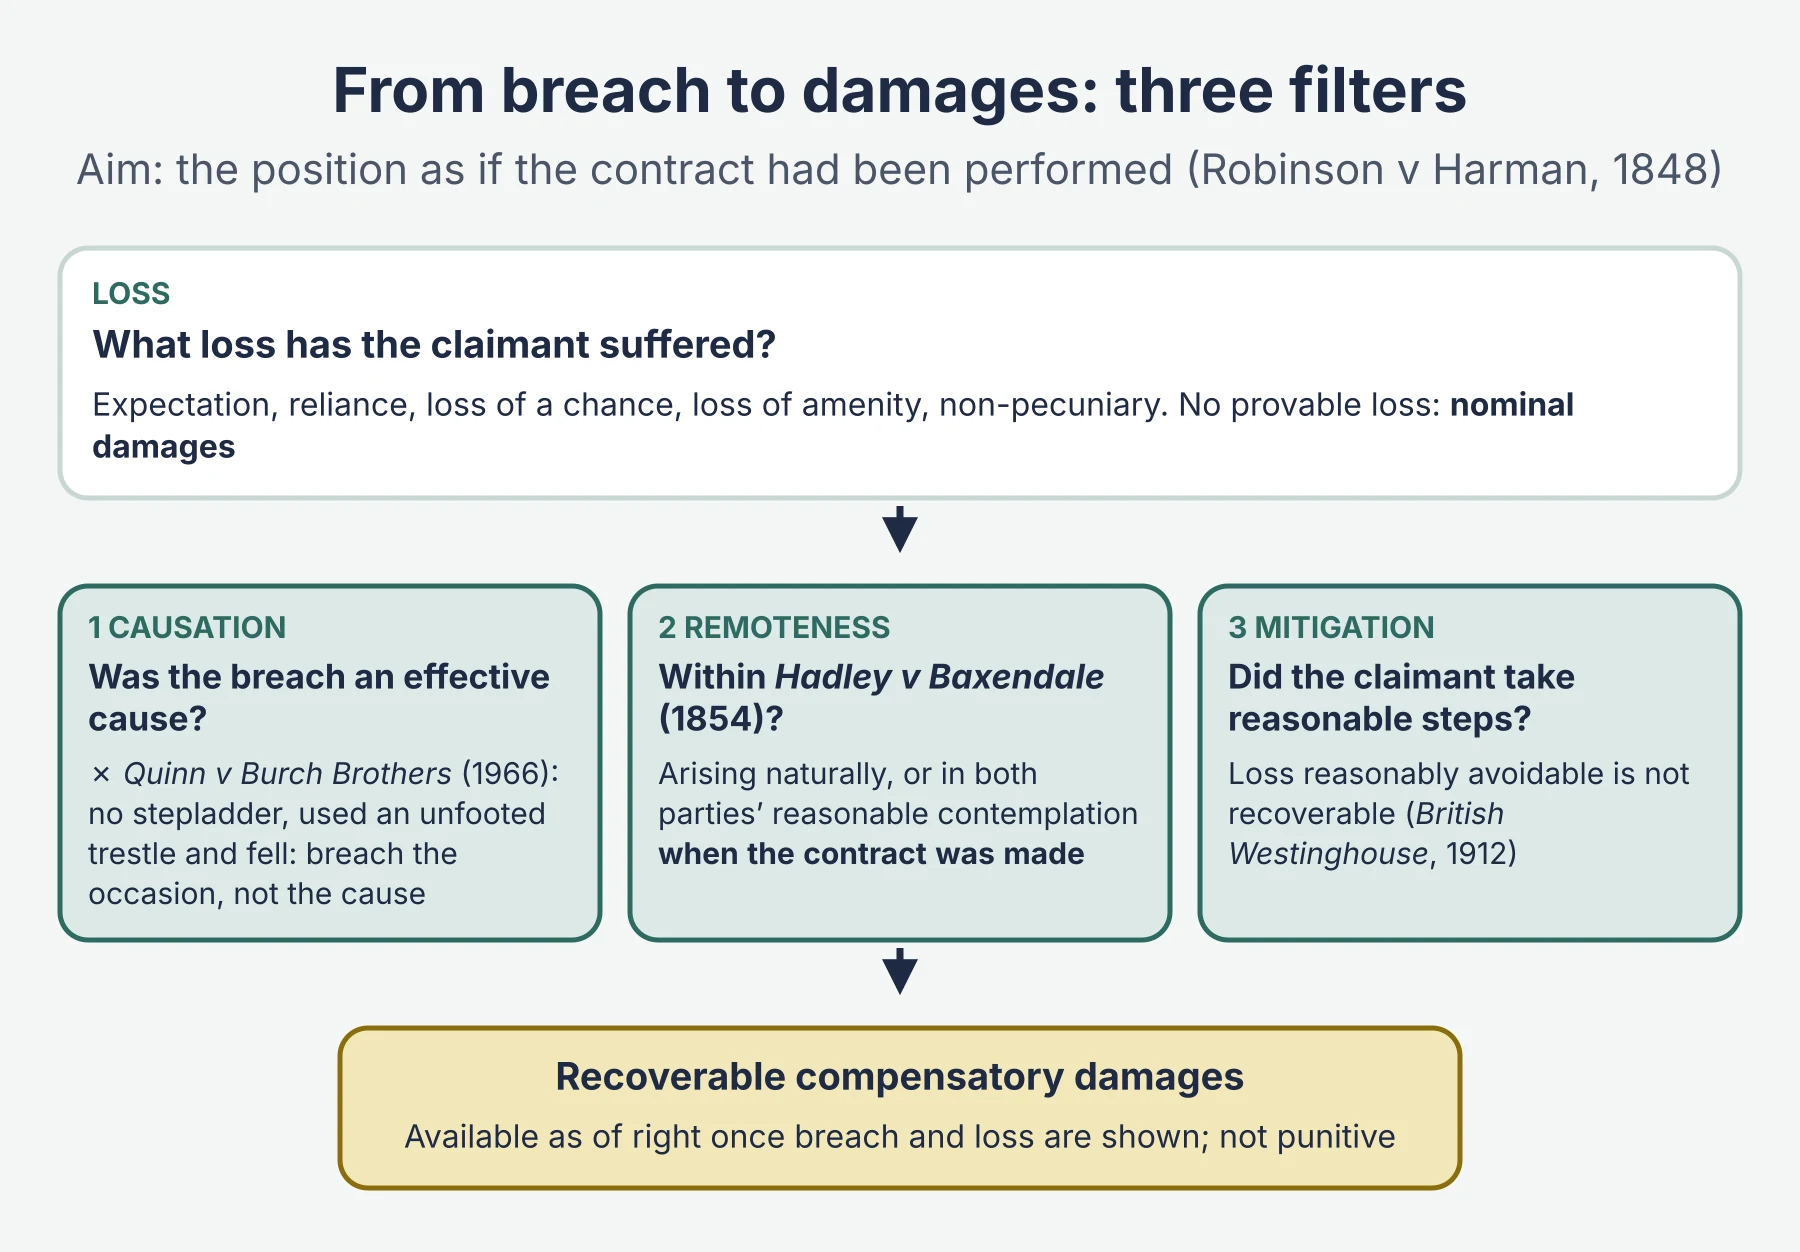 From breach to damages: three filters
Aim: the position as if the contract had been performed (Robinson v Harman, 1848)
LOSS
What loss has the claimant suffered?
Expectation, reliance, loss of a chance, loss of amenity, non-pecuniary. No provable loss: nominal
damages
1 CAUSATION
Was the breach an effective
cause?
× Quinn v Burch Brothers (1966):
no stepladder, used an unfooted
trestle and fell: breach the
occasion, not the cause
2 REMOTENESS
Within Hadley v Baxendale
(1854)?
Arising naturally, or in both
parties’ reasonable contemplation
when the contract was made
3 MITIGATION
Did the claimant take
reasonable steps?
Loss reasonably avoidable is not
recoverable (British
Westinghouse, 1912)
Recoverable compensatory damages
Available as of right once breach and loss are shown; not punitive